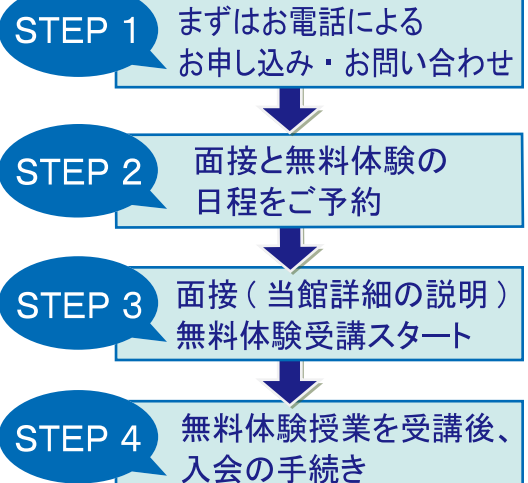 STEP 1
まずはお電話による
お申し込み・お問い合わせ
STEP 2
面接と無料体験の
日程をご予約
STEP 3
面接(当館詳細の説明)
無料体験受講スタート
STEP 4
無料体験授業を受講後、
入会の手続き